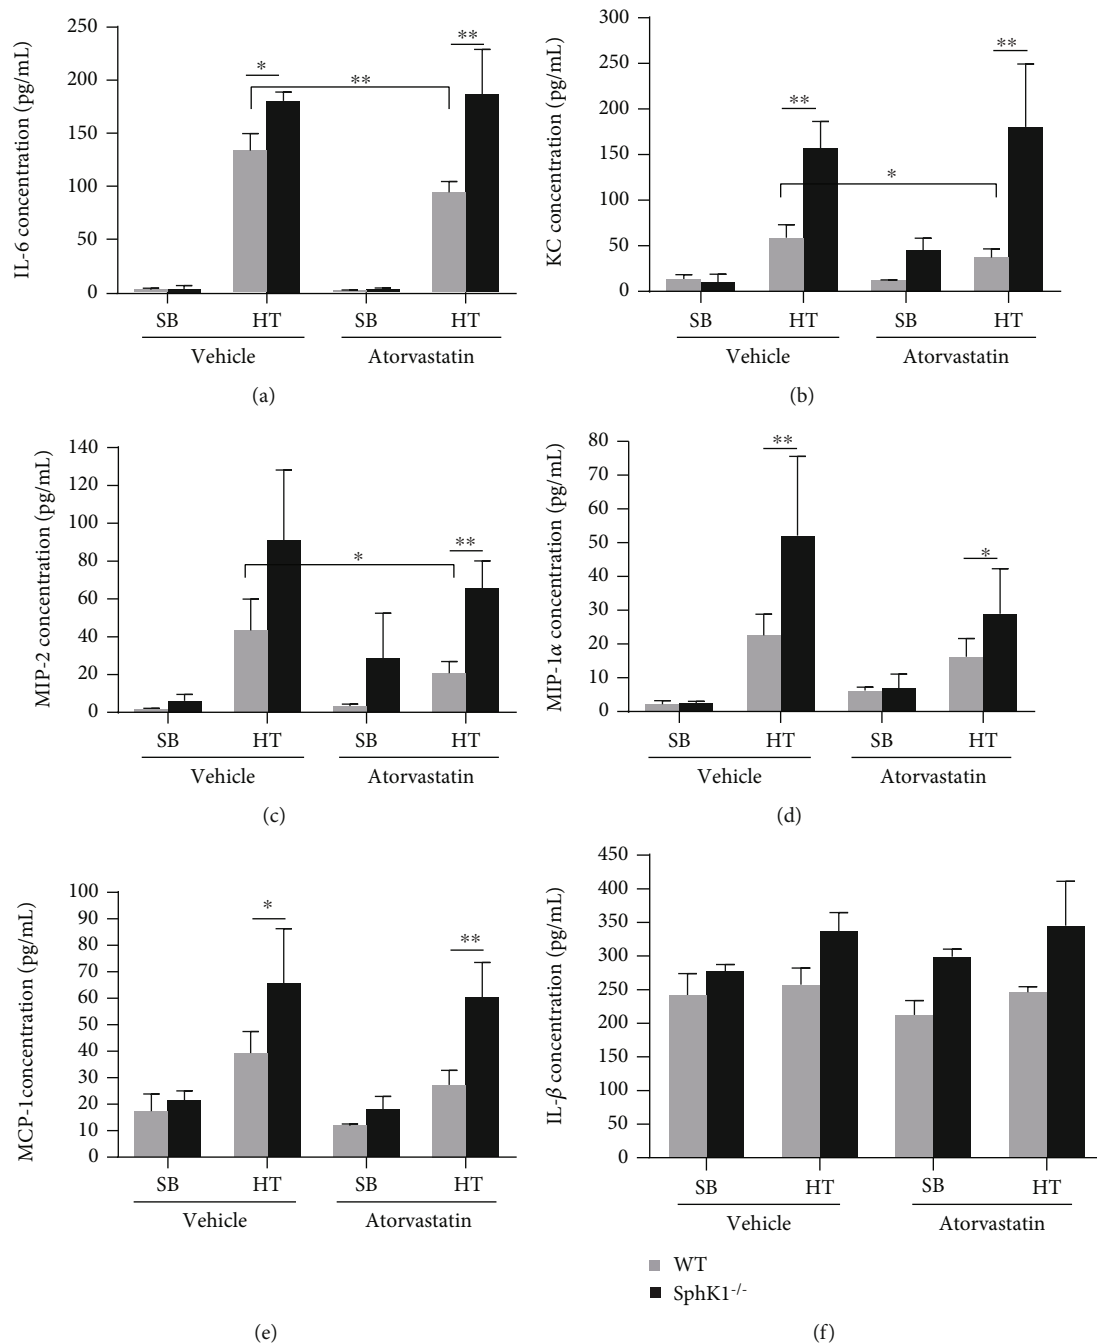 IL-6 concentration (pg/mL)
250
200
150
100
50
0
*
**
**
SB
HT
SB
HT
Vehicle
Atorvastatin
(a)
KC concentration (pg/mL)
300
250
200
150
100
50
0
**
*
**
SB
HT
SB
HT
Vehicle
Atorvastatin
(b)
MIP-2 concentration (pg/mL)
140
120
100
80
60
40
20
0
*
**
SB
HT
SB
HT
Vehicle
Atorvastatin
(c)
MIP-1α concentration (pg/mL)
80
70
60
50
40
30
20
10
0
**
*
SB
HT
SB
HT
Vehicle
Atorvastatin
(d)
MCP-1concentration (pg/mL)
100
90
80
70
60
50
40
30
20
10
0
*
**
SB
HT
SB
HT
Vehicle
Atorvastatin
(e)
IL-β concentration (pg/mL)
450
400
350
300
250
200
150
100
50
0
SB
HT
SB
HT
Vehicle
Atorvastatin
WT
SphK1⁻/⁻
(f)